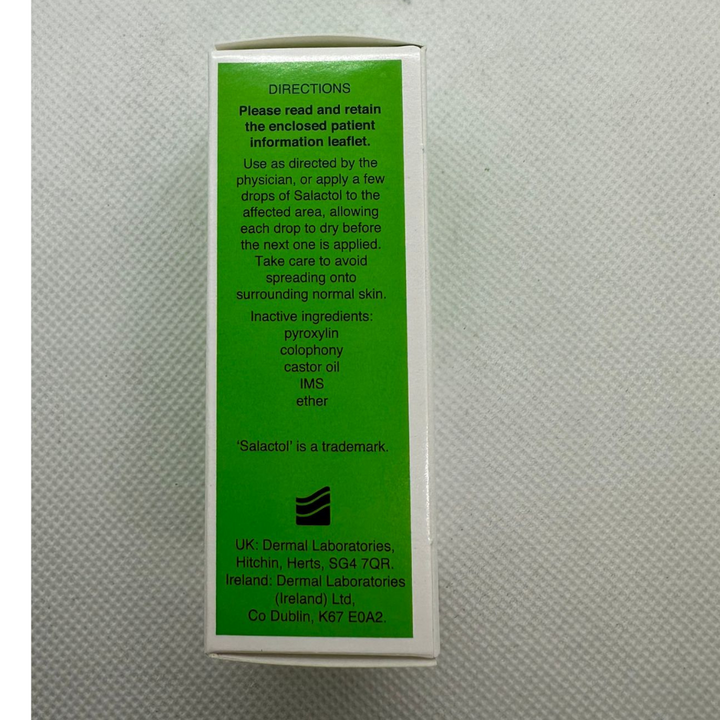 DIRECTIONS
Please read and retain
the enclosed patient
information leaflet.
Use as directed by the
physician, or apply a few
drops of Salactol to the
affected area, allowing
each drop to dry before
the next one is applied.
Take care to avoid
spreading onto
surrounding normal skin.
Inactive ingredients:
pyroxylin
colophony
castor oil
IMS
ether
‘Salactol’ is a trademark.
UK: Dermal Laboratories,
Hitchin, Herts, SG4 7QR.
Ireland: Dermal Laboratories
(Ireland) Ltd,
Co Dublin, K67 E0A2.